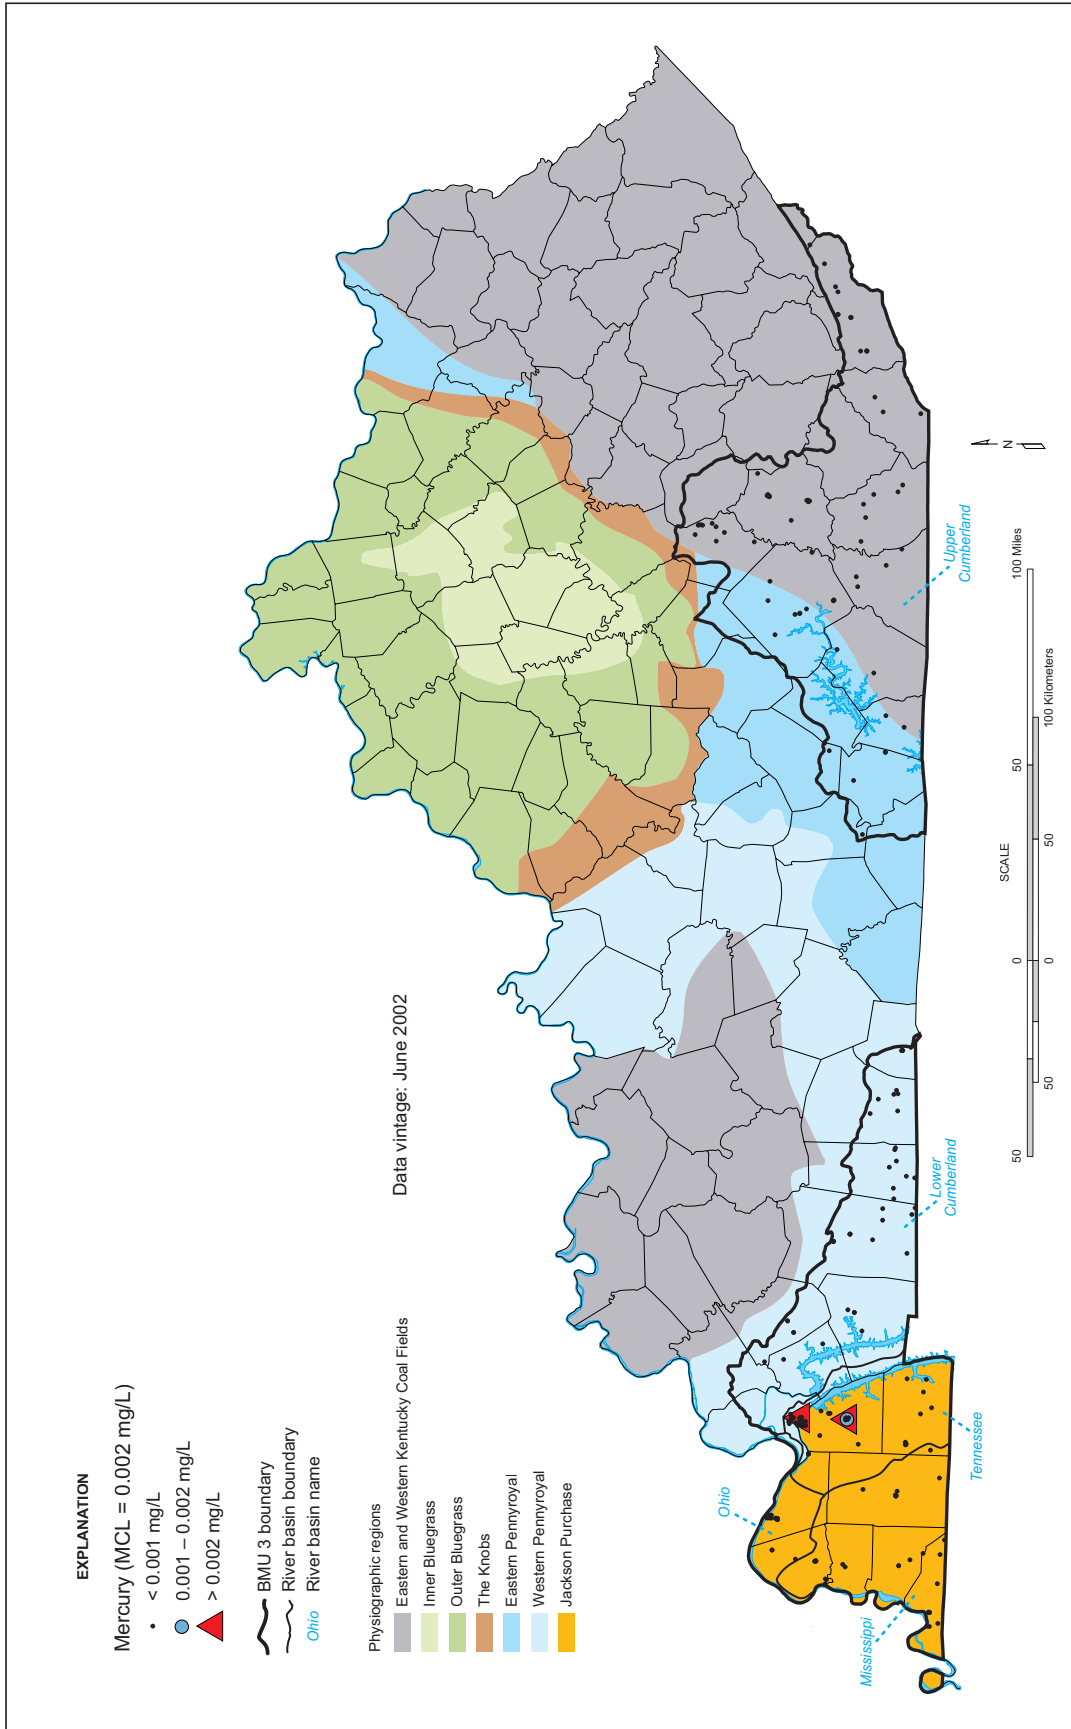 EXPLANATION
Mercury (MCL = 0.002 mg/L)
< 0.001 mg/L
0.001 – 0.002 mg/L
> 0.002 mg/L
BMU 3 boundary
River basin boundary
Ohio River basin name
Physiographic regions
Eastern and Western Kentucky Coal Fields
Inner Bluegrass
Outer Bluegrass
The Knobs
Eastern Pennyroyal
Western Pennyroyal
Jackson Purchase
Data vintage: June 2002
Ohio
Mississippi
Tennessee
Lower
Cumberland
Upper
Cumberland
N
SCALE
50 0 50 100 Miles
50 0 50 100 Kilometers